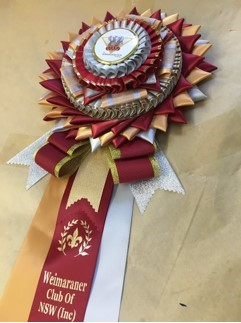 Weimaraner
Club Of
NSW (Inc)